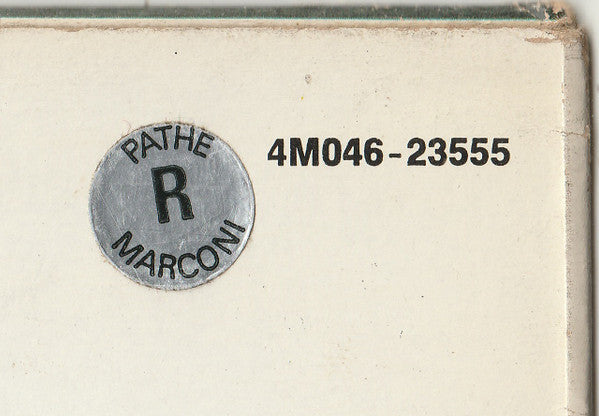 PATHE
R
MARCONI
4M046-23555